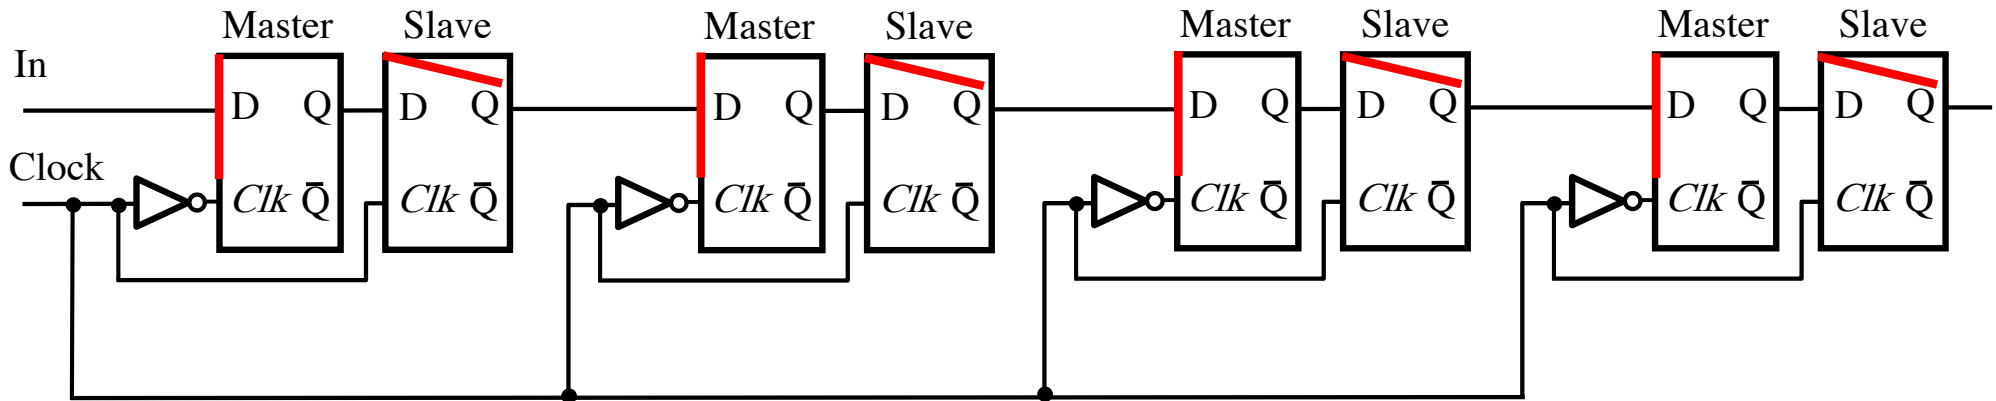 Master Slave Master Slave Master Slave Master Slave
In
D Q D Q D Q D Q D Q D Q D Q D Q
Clock
Clk Q̄ Clk Q̄ Clk Q̄ Clk Q̄ Clk Q̄ Clk Q̄ Clk Q̄ Clk Q̄